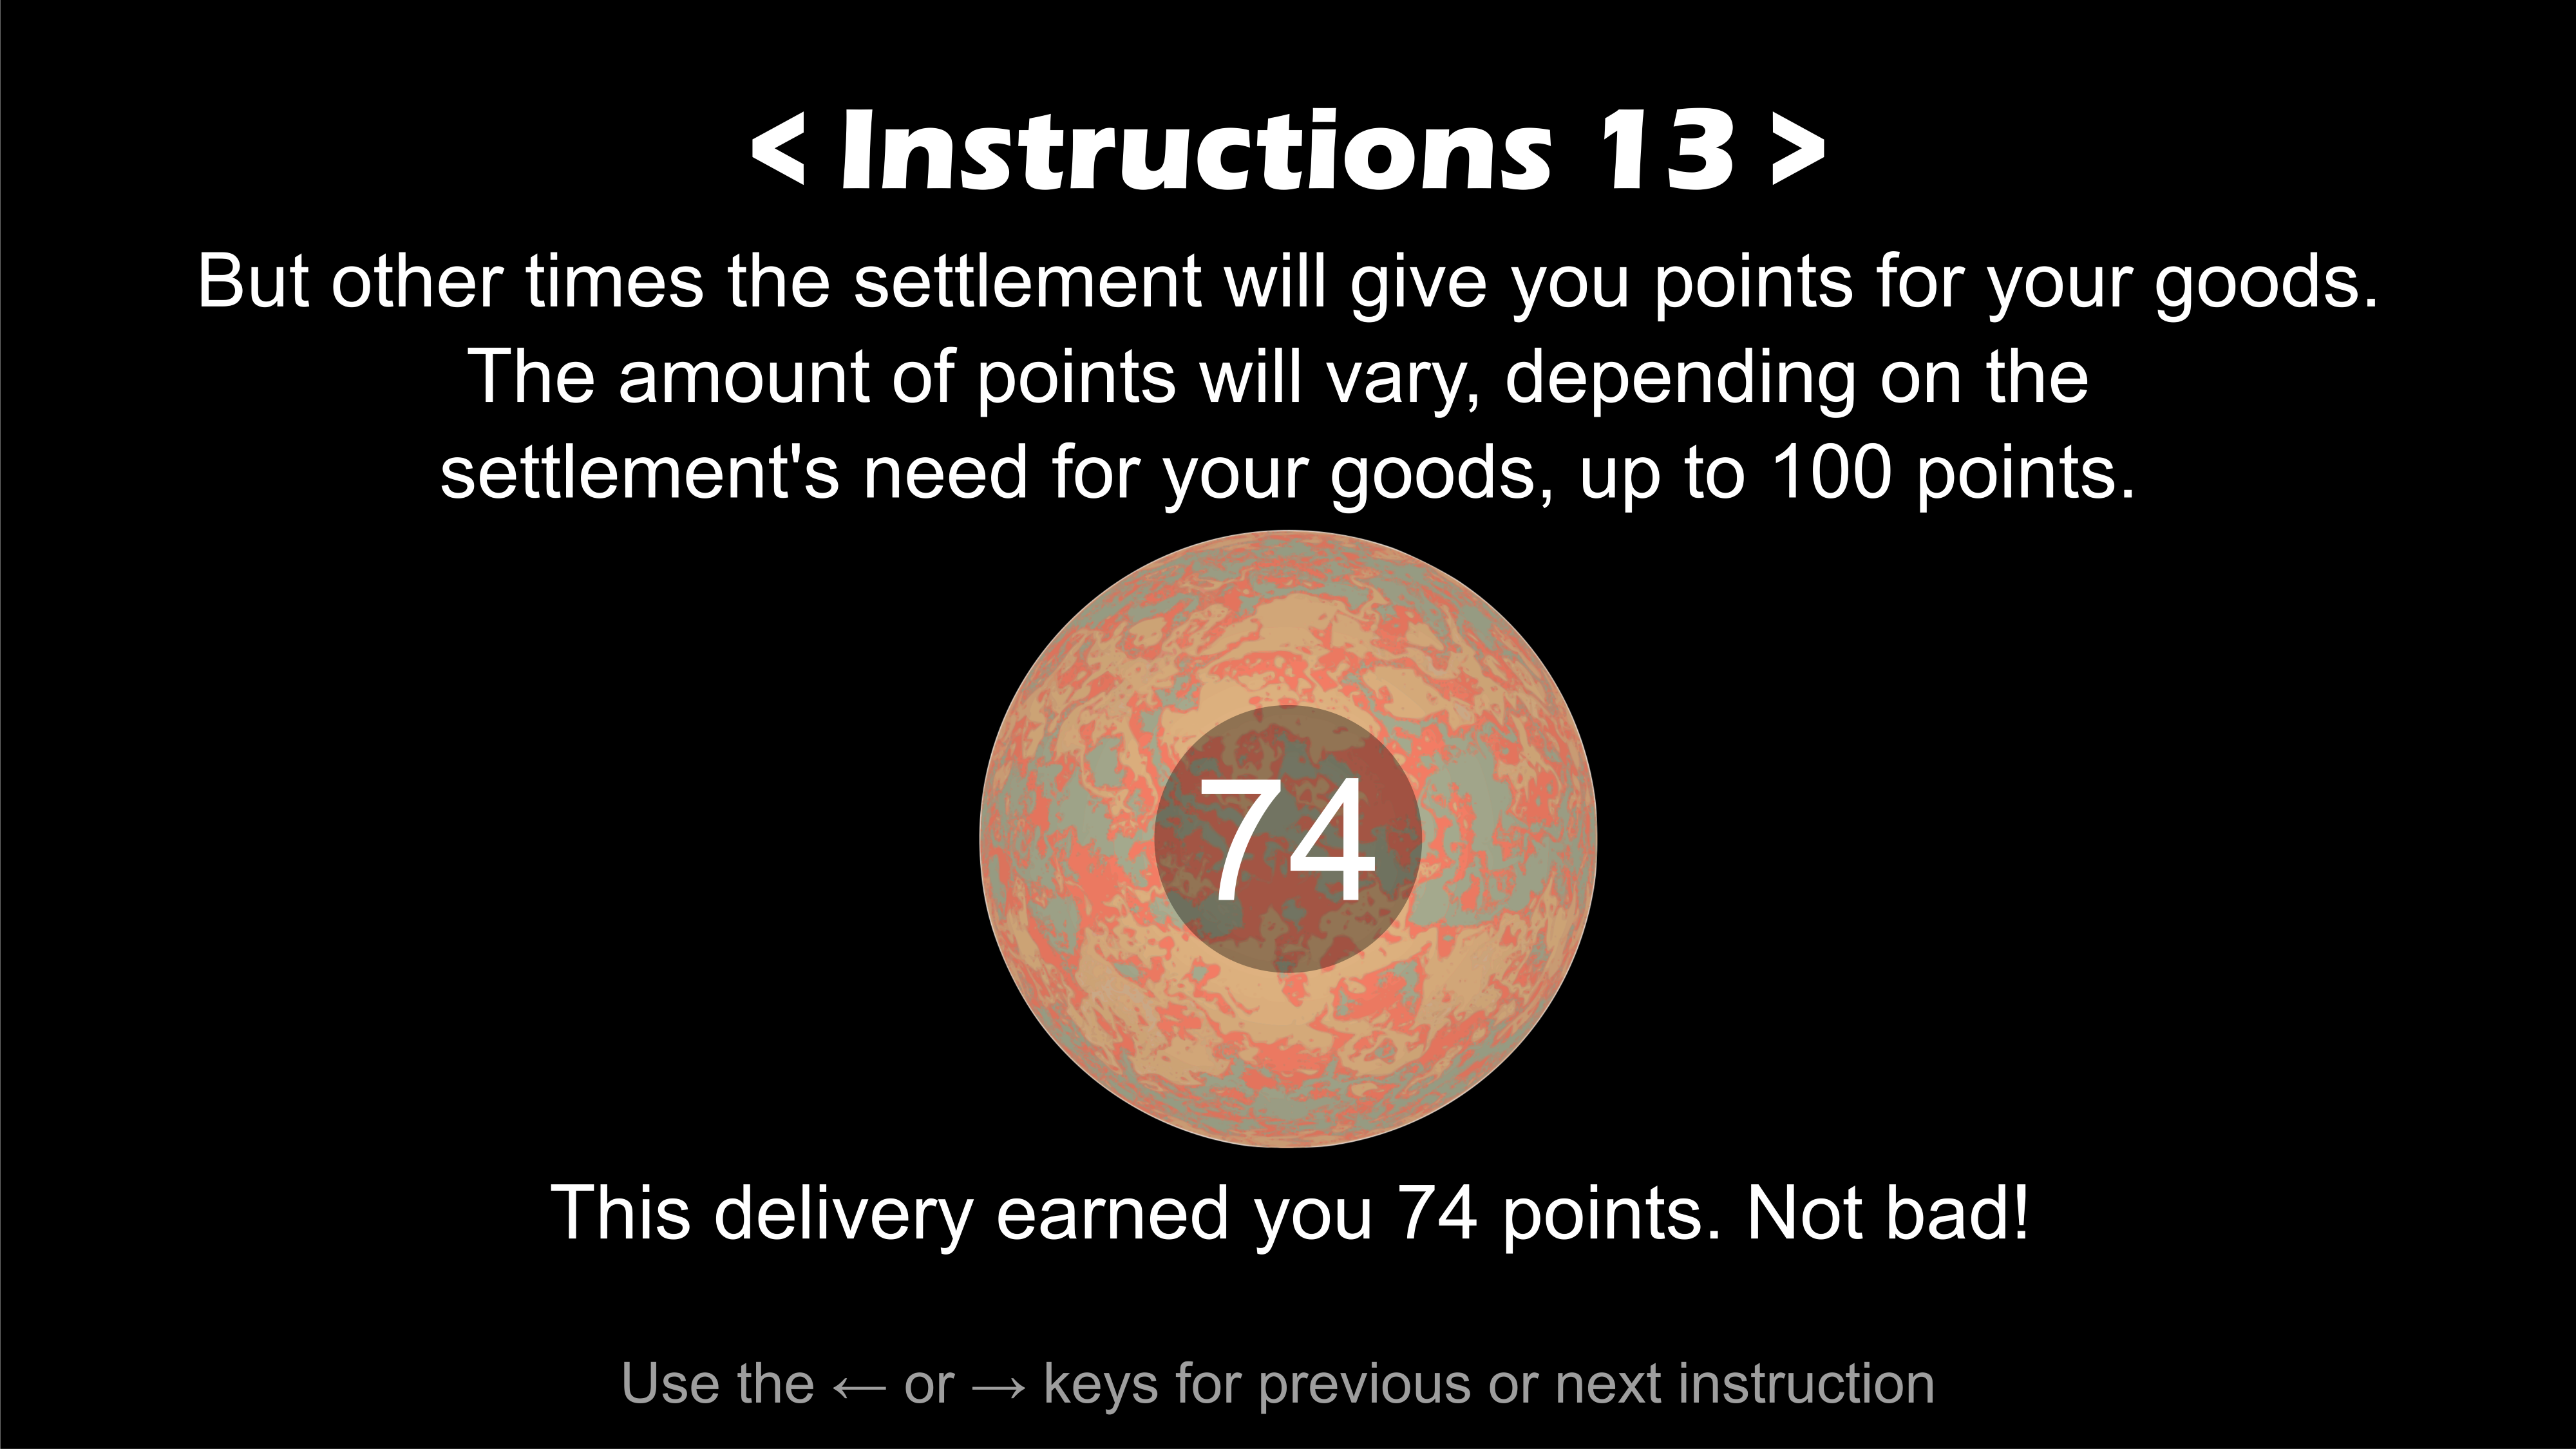 < Instructions 13 >
But other times the settlement will give you points for your goods.
The amount of points will vary, depending on the
settlement's need for your goods, up to 100 points.
74
This delivery earned you 74 points. Not bad!
Use the ← or → keys for previous or next instruction